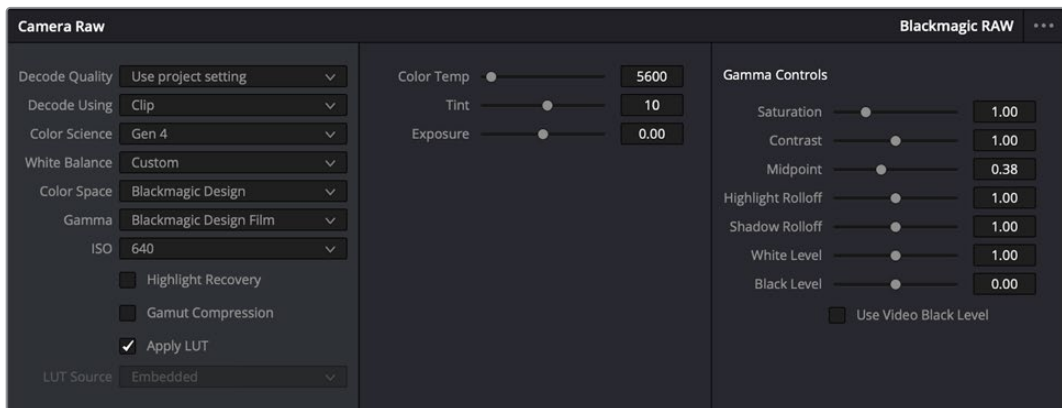 Camera Raw
Blackmagic RAW
Decode Quality Use project setting
Decode Using Clip
Color Science Gen 4
White Balance Custom
Color Space Blackmagic Design
Gamma Blackmagic Design Film
ISO 640
Highlight Recovery
Gamut Compression
Apply LUT
LUT Source Embedded
Color Temp 5600
Tint 10
Exposure 0.00
Gamma Controls
Saturation 1.00
Contrast 1.00
Midpoint 0.38
Highlight Rolloff 1.00
Shadow Rolloff 1.00
White Level 1.00
Black Level 0.00
Use Video Black Level